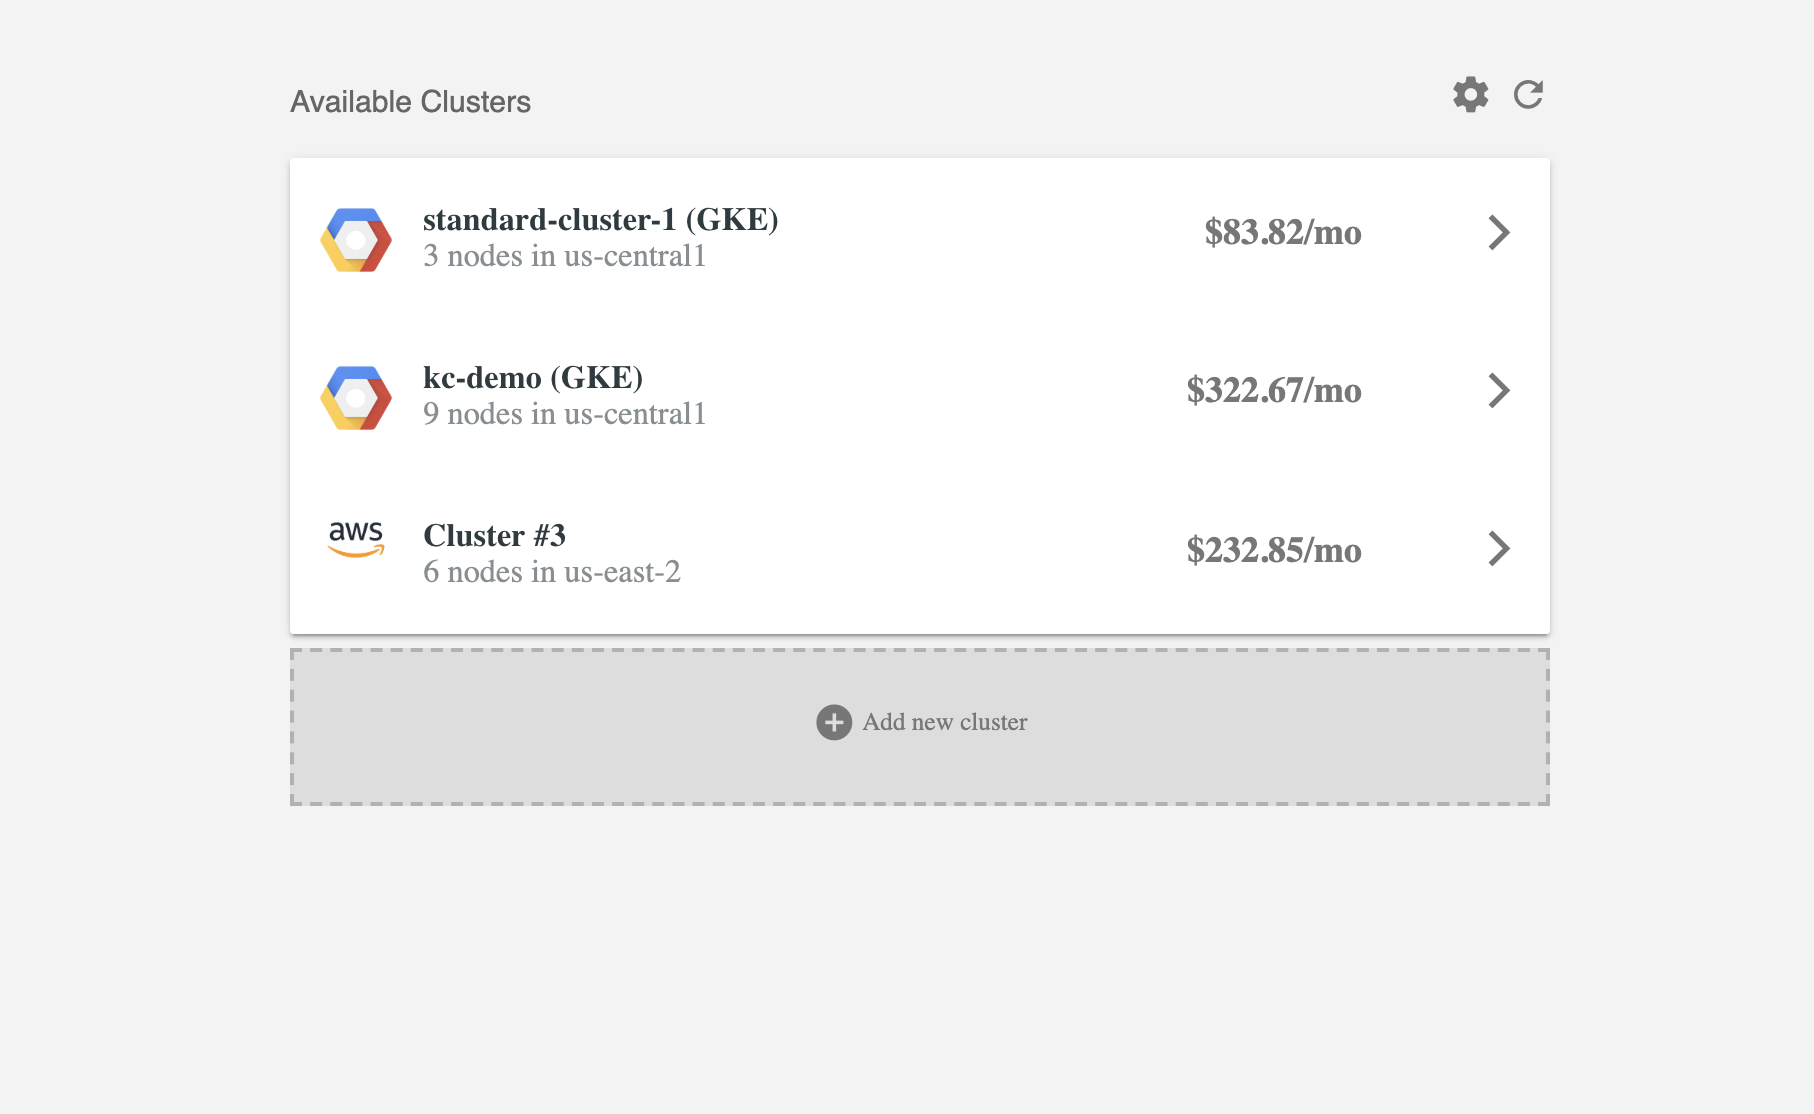 Available Clusters
standard-cluster-1 (GKE)
3 nodes in us-central1
$83.82/mo
kc-demo (GKE)
9 nodes in us-central1
$322.67/mo
aws
Cluster #3
6 nodes in us-east-2
$232.85/mo
Add new cluster